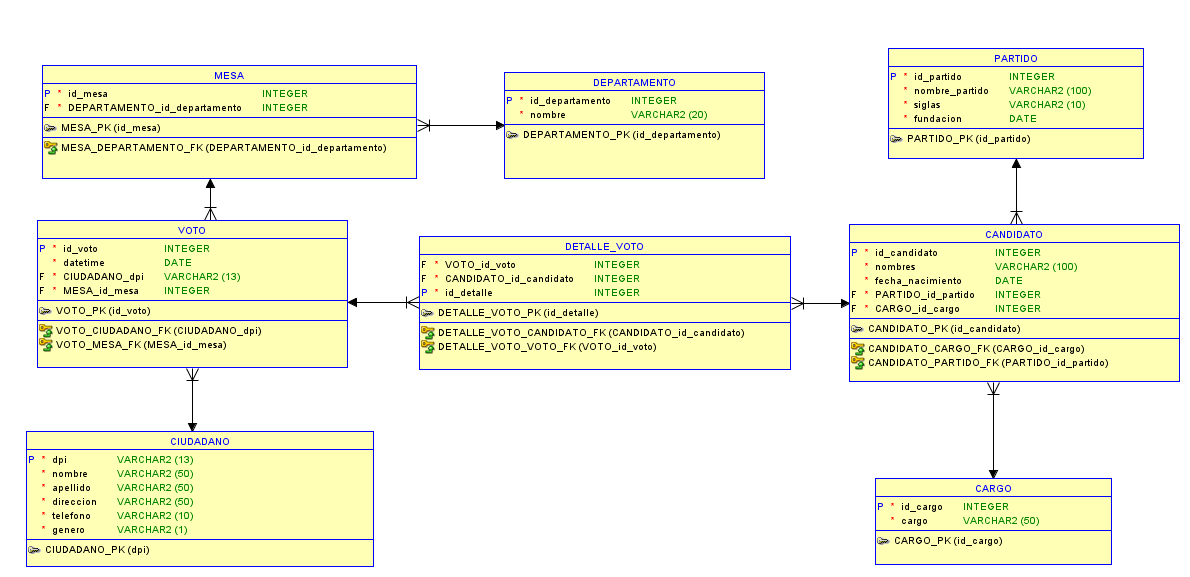 MESA
P * id_mesa INTEGER
F * DEPARTAMENTO_id_departamento INTEGER
MESA_PK (id_mesa)
MESA_DEPARTAMENTO_FK (DEPARTAMENTO_id_departamento)
DEPARTAMENTO
P * id_departamento INTEGER
* nombre VARCHAR2 (20)
DEPARTAMENTO_PK (id_departamento)
PARTIDO
P * id_partido INTEGER
* nombre_partido VARCHAR2 (100)
* siglas VARCHAR2 (10)
* fundacion DATE
PARTIDO_PK (id_partido)
VOTO
P * id_voto INTEGER
* datetime DATE
F * CIUDADANO_dpi VARCHAR2 (13)
F * MESA_id_mesa INTEGER
VOTO_PK (id_voto)
VOTO_CIUDADANO_FK (CIUDADANO_dpi)
VOTO_MESA_FK (MESA_id_mesa)
DETALLE_VOTO
F * VOTO_id_voto INTEGER
F * CANDIDATO_id_candidato INTEGER
P * id_detalle INTEGER
DETALLE_VOTO_PK (id_detalle)
DETALLE_VOTO_CANDIDATO_FK (CANDIDATO_id_candidato)
DETALLE_VOTO_VOTO_FK (VOTO_id_voto)
CANDIDATO
P * id_candidato INTEGER
* nombres VARCHAR2 (100)
* fecha_nacimiento DATE
F * PARTIDO_id_partido INTEGER
F * CARGO_id_cargo INTEGER
CANDIDATO_PK (id_candidato)
CANDIDATO_CARGO_FK (CARGO_id_cargo)
CANDIDATO_PARTIDO_FK (PARTIDO_id_partido)
CIUDADANO
P * dpi VARCHAR2 (13)
* nombre VARCHAR2 (50)
* apellido VARCHAR2 (50)
* direccion VARCHAR2 (50)
* telefono VARCHAR2 (10)
* genero VARCHAR2 (1)
CIUDADANO_PK (dpi)
CARGO
P * id_cargo INTEGER
* cargo VARCHAR2 (50)
CARGO_PK (id_cargo)